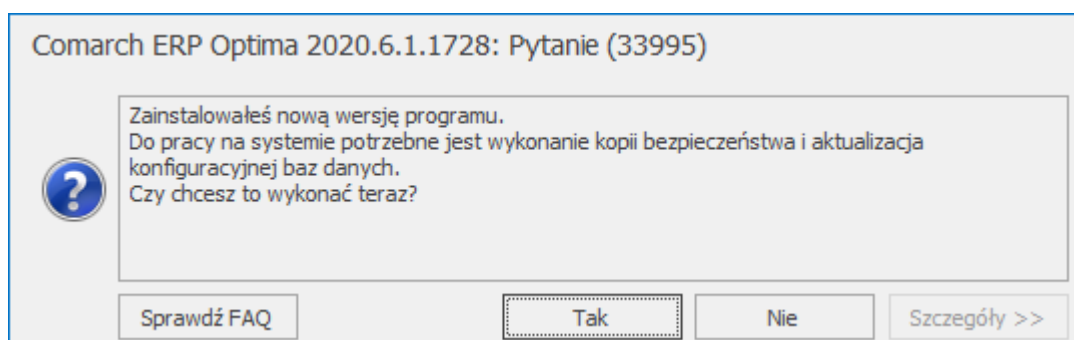 Comarch ERP Optima 2020.6.1.1728: Pytanie (33995)
Zainstalowałeś nową wersję programu.
Do pracy na systemie potrzebne jest wykonanie kopii bezpieczeństwa i aktualizacja
konfiguracyjnej baz danych.
Czy chcesz to wykonać teraz?
Sprawdź FAQ Tak Nie Szczegóły >>